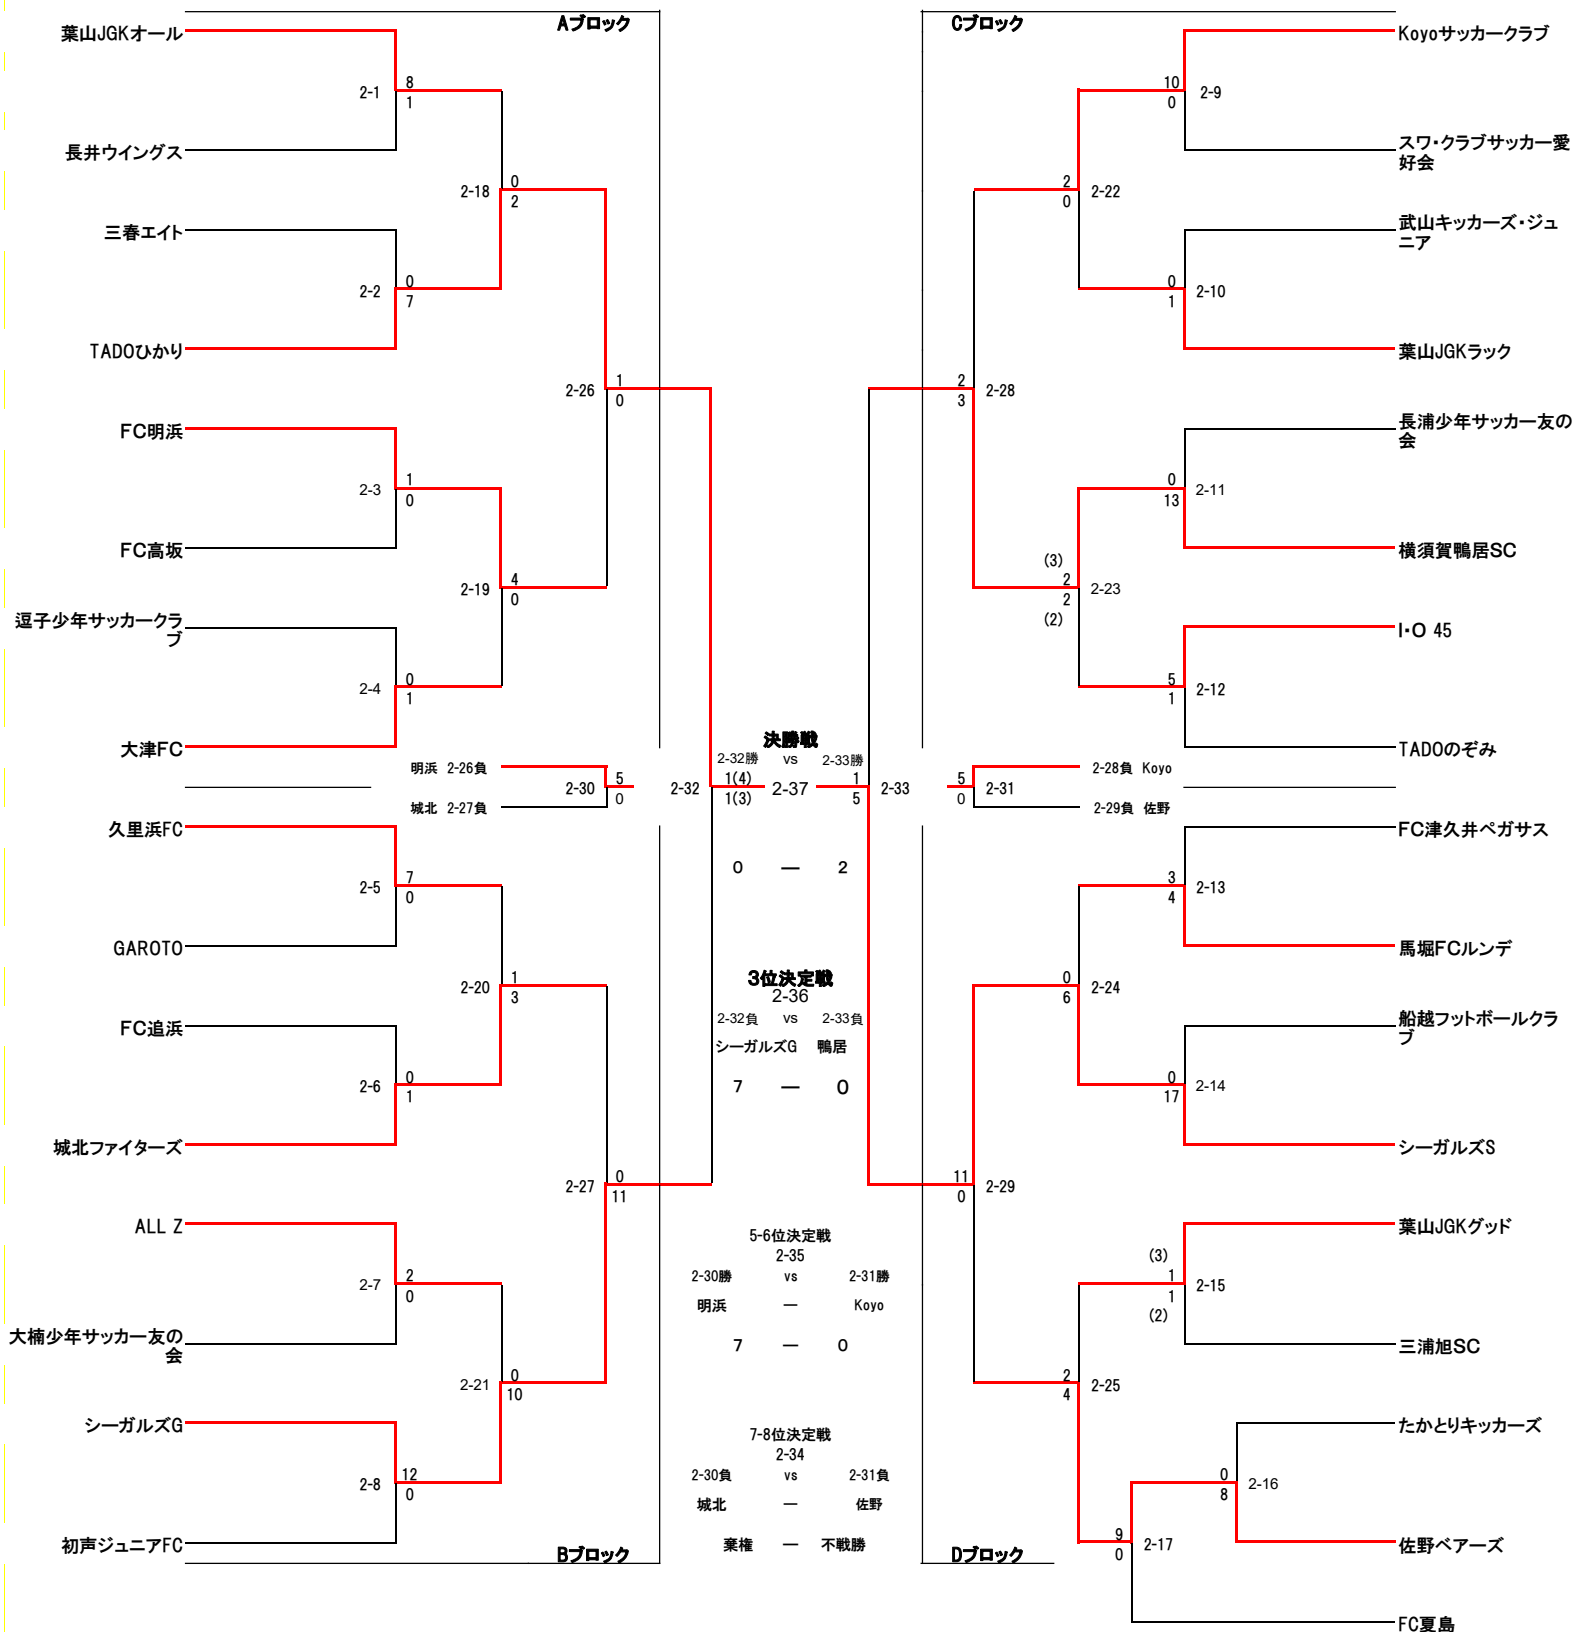 Aブロック
葉山JGKオール
2-1
8
1
長井ウイングス
2-18
0
2
三春エイト
2-2
0
7
TADOひかり
2-26
1
0
FC明浜
2-3
1
0
FC高坂
2-19
4
0
逗子少年サッカークラ
ブ
2-4
0
1
大津FC
明浜 2-26負
2-30
5
0
城北 2-27負
2-32
久里浜FC
2-5
7
0
GAROTO
2-20
1
3
FC追浜
2-6
0
1
城北ファイターズ
2-27
0
11
ALL Z
2-7
2
0
大楠少年サッカー友の
会
2-21
0
10
シーガルズG
2-8
12
0
初声ジュニアFC
Bブロック
決勝戦
2-32勝 vs 2-33勝
1(4)
1(3)
2-37
1
5
0 — 2
3位決定戦
2-36
2-32負 vs 2-33負
シーガルズG 鴨居
7 — 0
5-6位決定戦
2-35
2-30勝 vs 2-31勝
明浜 — Koyo
7 — 0
7-8位決定戦
2-34
2-30負 vs 2-31負
城北 — 佐野
棄権 — 不戦勝
Cブロック
Koyoサッカークラブ
10
0
2-9
スワ・クラブサッカー愛
好会
2
0
2-22
武山キッカーズ・ジュ
ニア
0
1
2-10
葉山JGKラック
2
3
2-28
長浦少年サッカー友の
会
0
13
2-11
横須賀鴨居SC
(3)
2
2
(2)
2-23
I・O 45
5
1
2-12
TADOのぞみ
2-33
5
0
2-31
2-28負 Koyo
2-29負 佐野
FC津久井ペガサス
3
4
2-13
馬堀FCルンデ
0
6
2-24
船越フットボールクラ
ブ
0
17
2-14
シーガルズS
11
0
2-29
葉山JGKグッド
(3)
1
1
(2)
2-15
三浦旭SC
2
4
2-25
たかとりキッカーズ
0
8
2-16
佐野ベアーズ
9
0
2-17
FC夏島
Dブロック